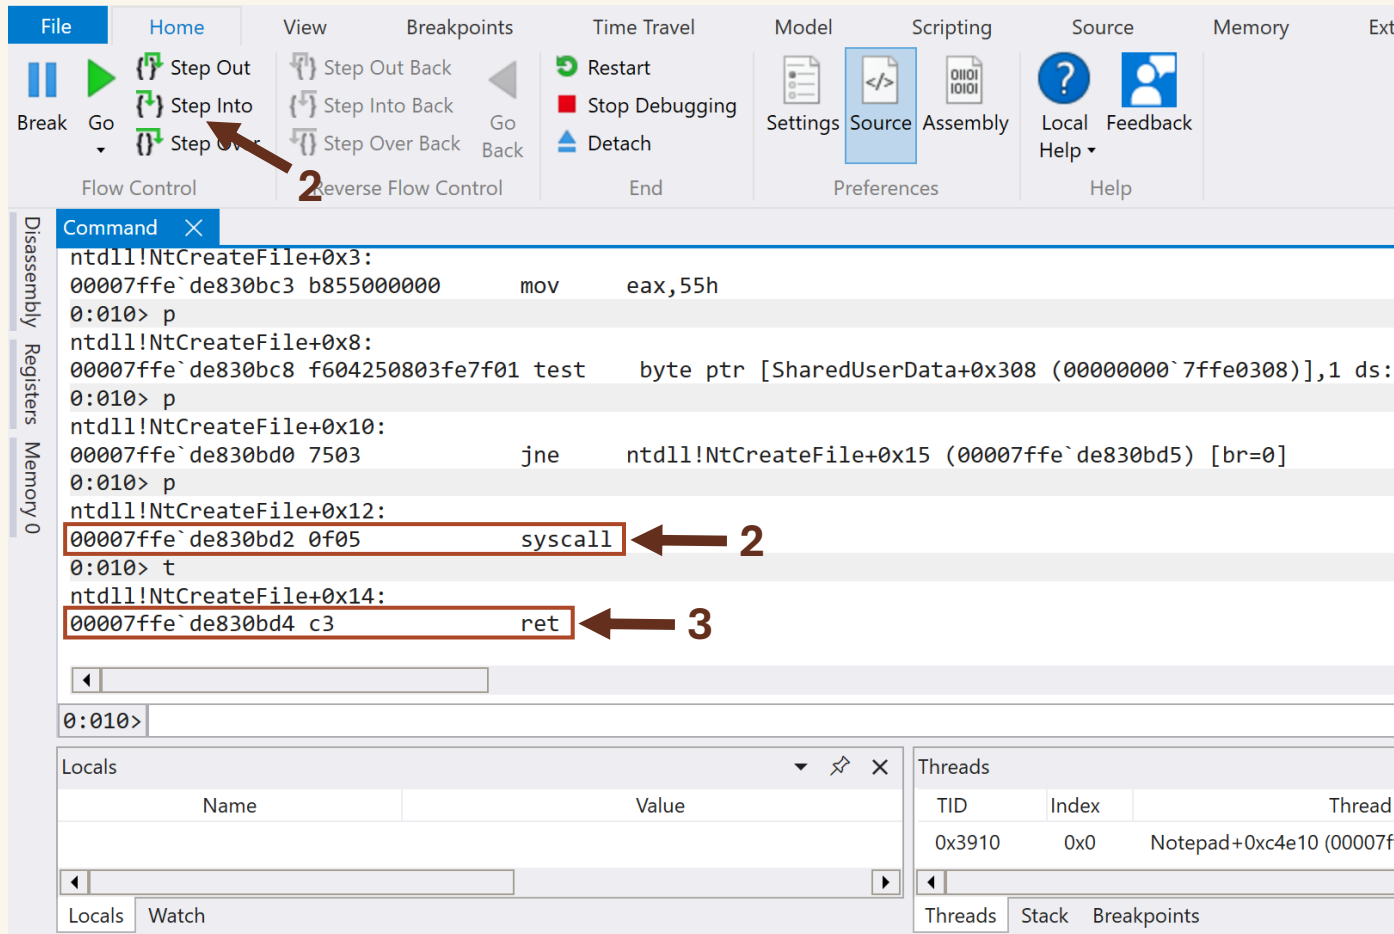 File Home View Breakpoints Time Travel Model Scripting Source Memory Ext
Break
Go
Step Out
Step Into
Step Over
Flow Control
2
Step Out Back
Step Into Back
Step Over Back
Go
Back
Reverse Flow Control
Restart
Stop Debugging
Detach
End
Settings
Source
Assembly
Preferences
Local
Help
Feedback
Help
Disassembly
Registers
Memory 0
Command
ntdll!NtCreateFile+0x3:
00007ffe`de830bc3 b855000000 mov eax,55h
0:010> p
ntdll!NtCreateFile+0x8:
00007ffe`de830bc8 f604250803fe7f01 test byte ptr [SharedUserData+0x308 (00000000`7ffe0308)],1 ds:
0:010> p
ntdll!NtCreateFile+0x10:
00007ffe`de830bd0 7503 jne ntdll!NtCreateFile+0x15 (00007ffe`de830bd5) [br=0]
0:010> p
ntdll!NtCreateFile+0x12:
00007ffe`de830bd2 0f05 syscall
2
0:010> t
ntdll!NtCreateFile+0x14:
00007ffe`de830bd4 c3 ret
3
0:010>
Locals
Name Value
Locals Watch
Threads
TID Index Thread
0x3910 0x0 Notepad+0xc4e10 (00007f
Threads Stack Breakpoints